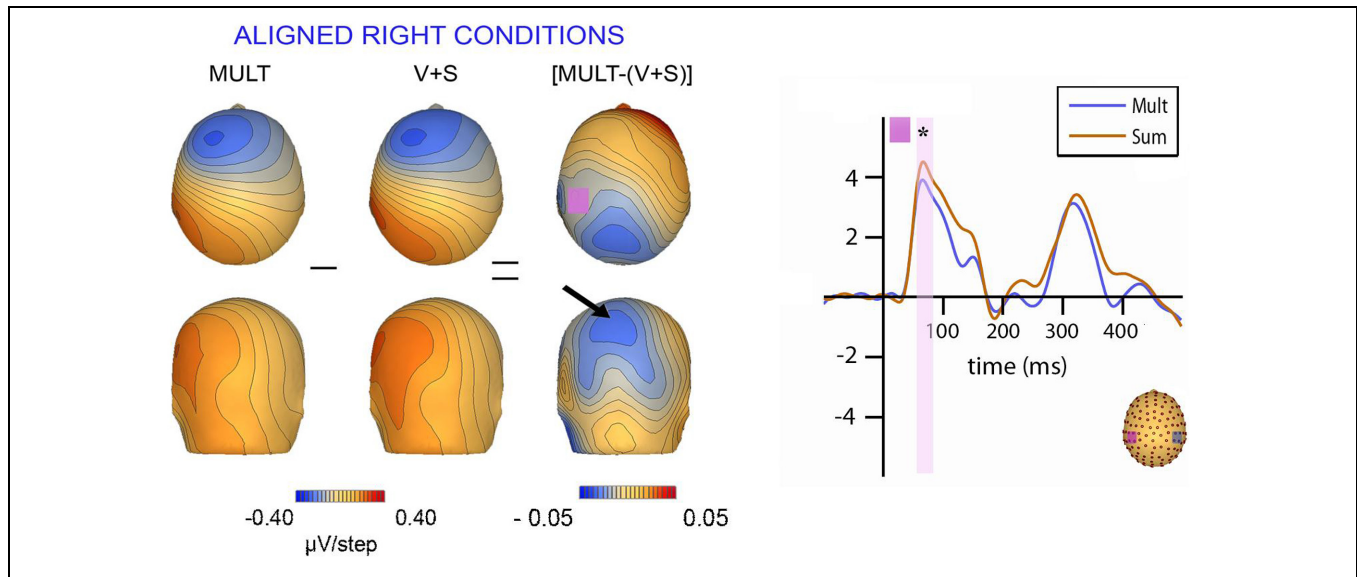 ALIGNED RIGHT CONDITIONS
MULT
V+S
[MULT-(V+S)]
-0.40
0.40
µV/step
- 0.05
0.05
Mult
Sum
*
4
2
-2
-4
100
200
300
400
time (ms)